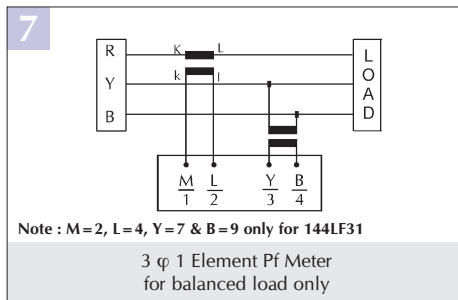 7
R K L L
Y k l O
B A
D
M L Y B
1 2 3 4
Note : M=2, L=4, Y=7 & B=9 only for 144LF31
3 φ 1 Element Pf Meter
for balanced load only